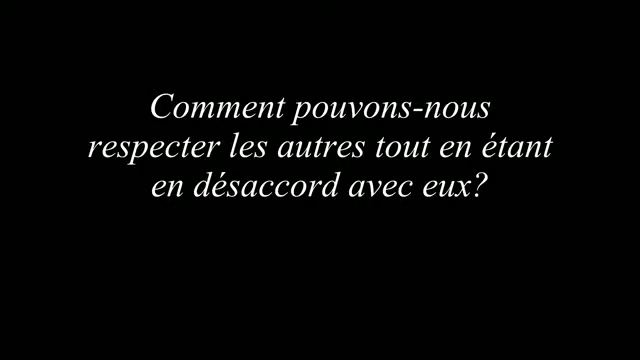 Comment pouvons-nous
respecter les autres tout en étant
en désaccord avec eux?